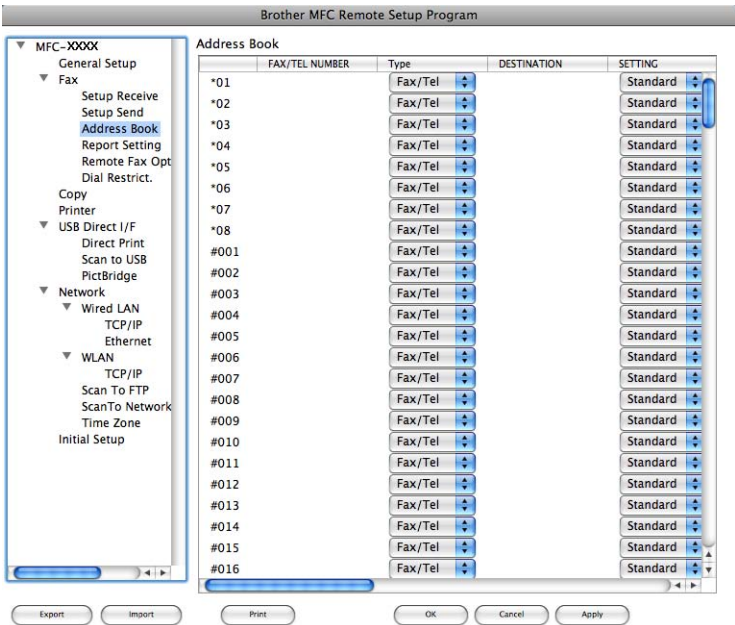 Brother MFC Remote Setup Program
MFC-XXXX
General Setup
Fax
Setup Receive
Setup Send
Address Book
Report Setting
Remote Fax Opt
Dial Restrict.
Copy
Printer
USB Direct I/F
Direct Print
Scan to USB
PictBridge
Network
Wired LAN
TCP/IP
Ethernet
WLAN
TCP/IP
Scan To FTP
ScanTo Network
Time Zone
Initial Setup
Address Book
FAX/TEL NUMBER Type DESTINATION SETTING
*01 Fax/Tel Standard
*02 Fax/Tel Standard
*03 Fax/Tel Standard
*04 Fax/Tel Standard
*05 Fax/Tel Standard
*06 Fax/Tel Standard
*07 Fax/Tel Standard
*08 Fax/Tel Standard
#001 Fax/Tel Standard
#002 Fax/Tel Standard
#003 Fax/Tel Standard
#004 Fax/Tel Standard
#005 Fax/Tel Standard
#006 Fax/Tel Standard
#007 Fax/Tel Standard
#008 Fax/Tel Standard
#009 Fax/Tel Standard
#010 Fax/Tel Standard
#011 Fax/Tel Standard
#012 Fax/Tel Standard
#013 Fax/Tel Standard
#014 Fax/Tel Standard
#015 Fax/Tel Standard
#016 Fax/Tel Standard
Export Import Print OK Cancel Apply